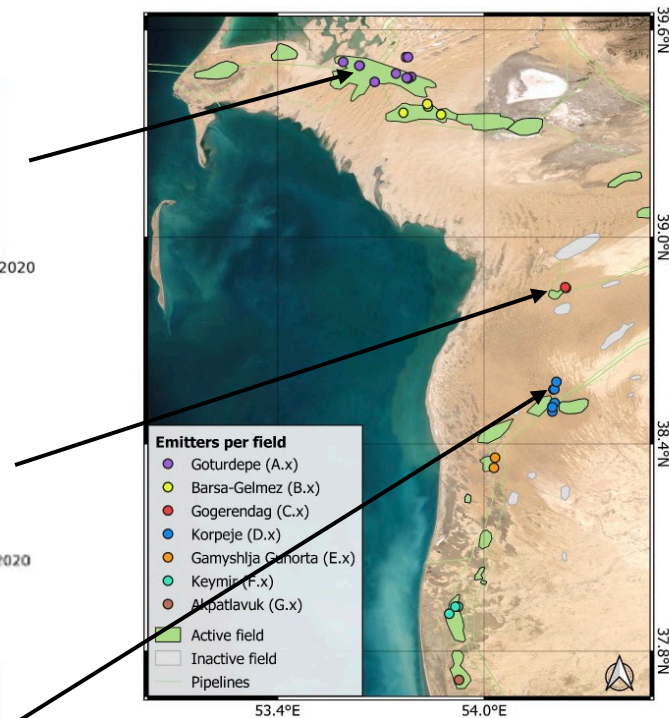 39.6°N
2020
39.0°N
38.4°N
Emitters per field
Goturdepe (A.x)
Barsa-Gelmez (B.x)
Gogerendag (C.x)
Korpeje (D.x)
Gamyshlja Gunorta (E.x)
2020
Keymir (F.x)
Akpatlavuk (G.x)
Active field
Inactive field
Pipelines
37.8°N
53.4°E
54.0°E